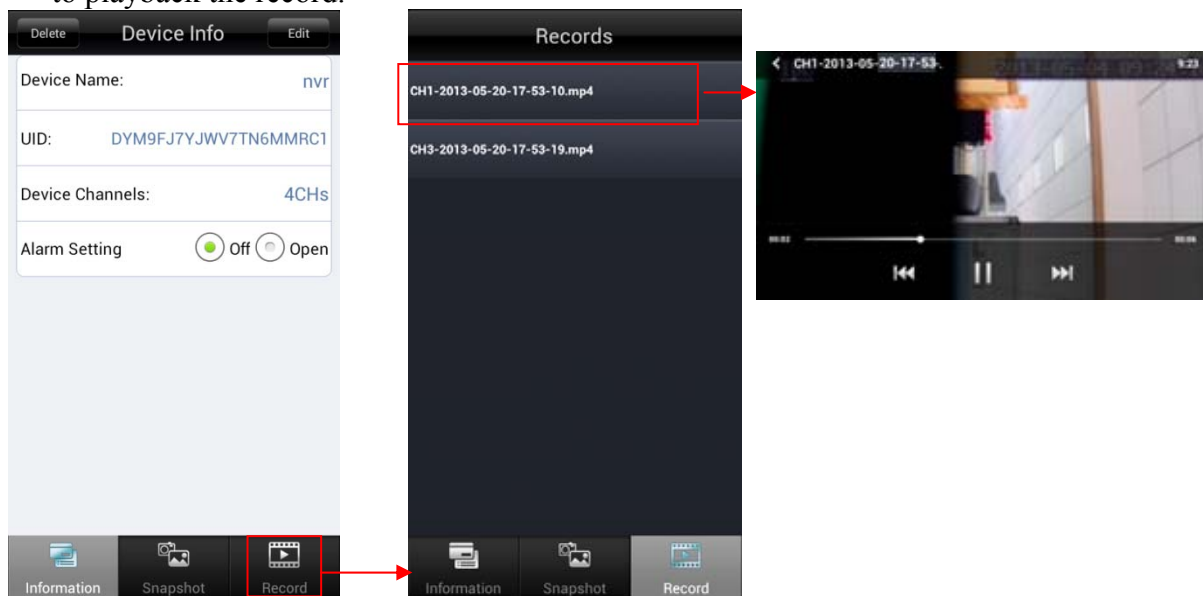 to playback the record.
Delete
Device Info
Edit
Device Name:
nvr
UID:
DYM9FJ7YJWV7TN6MMRC1
Device Channels:
4CHs
Alarm Setting
Off
Open
Information
Snapshot
Record
Records
CH1-2013-05-20-17-53-10.mp4
CH3-2013-05-20-17-53-19.mp4
Information
Snapshot
Record
CH1-2013-05-20-17-53-.
9:23